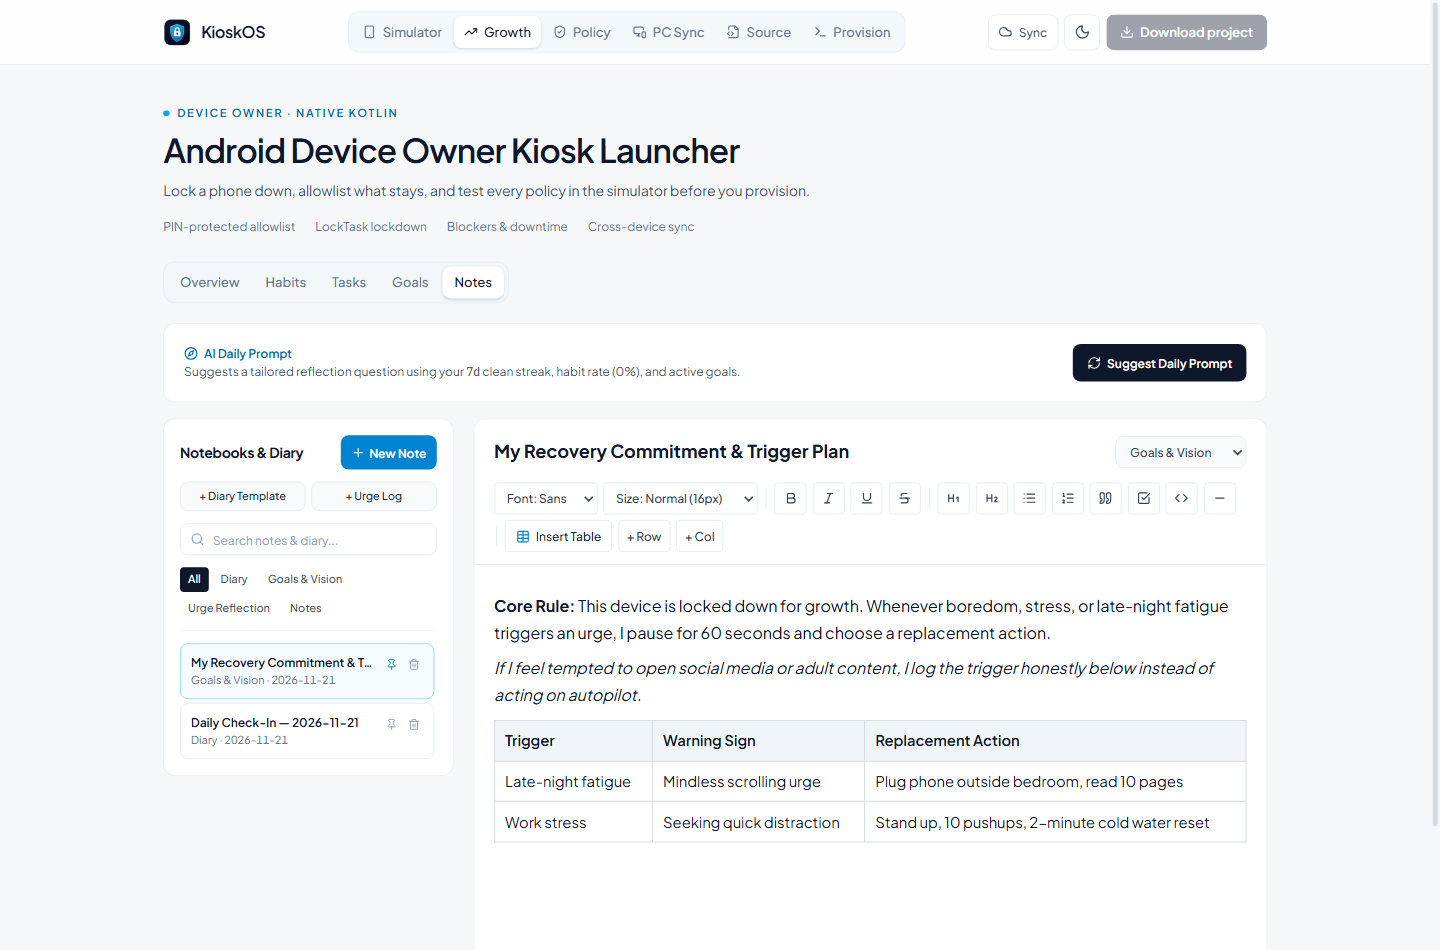 KioskOS
Simulator
Growth
Policy
PC Sync
Source
Provision
Sync
Download project
DEVICE OWNER · NATIVE KOTLIN
Android Device Owner Kiosk Launcher
Lock a phone down, allowlist what stays, and test every policy in the simulator before you provision.
PIN-protected allowlist
LockTask lockdown
Blockers & downtime
Cross-device sync
Overview
Habits
Tasks
Goals
Notes
AI Daily Prompt
Suggests a tailored reflection question using your 7d clean streak, habit rate (0%), and active goals.
Suggest Daily Prompt
Notebooks & Diary
+ New Note
+ Diary Template
+ Urge Log
Search notes & diary...
All
Diary
Goals & Vision
Urge Reflection
Notes
My Recovery Commitment & T...
Goals & Vision · 2026-11-21
Daily Check-In — 2026-11-21
Diary · 2026-11-21
My Recovery Commitment & Trigger Plan
Goals & Vision
Font: Sans
Size: Normal (16px)
B
I
U
S
H1
H2
Insert Table
+ Row
+ Col
Core Rule: This device is locked down for growth. Whenever boredom, stress, or late-night fatigue
triggers an urge, I pause for 60 seconds and choose a replacement action.
If I feel tempted to open social media or adult content, I log the trigger honestly below instead of
acting on autopilot.
Trigger
Warning Sign
Replacement Action
Late-night fatigue
Mindless scrolling urge
Plug phone outside bedroom, read 10 pages
Work stress
Seeking quick distraction
Stand up, 10 pushups, 2-minute cold water reset